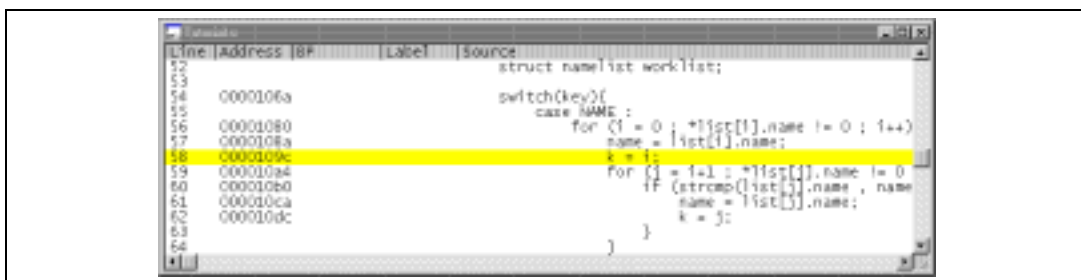 Tutorial.c
Line Address BP Label Source
52 struct namelist worklist;
53
54 0000106a switch(key){
55 case NAME :
56 00001080 for (i = 0 ; *list[i].name != 0 ; i++)
57 0000108a name = list[i].name;
58 0000109c k = i;
59 000010a4 for (j = i+1 ; *list[j].name != 0
60 000010b0 if (strcmp(list[j].name , name
61 000010ca name = list[j].name;
62 000010dc k = j;
63 }
64 }